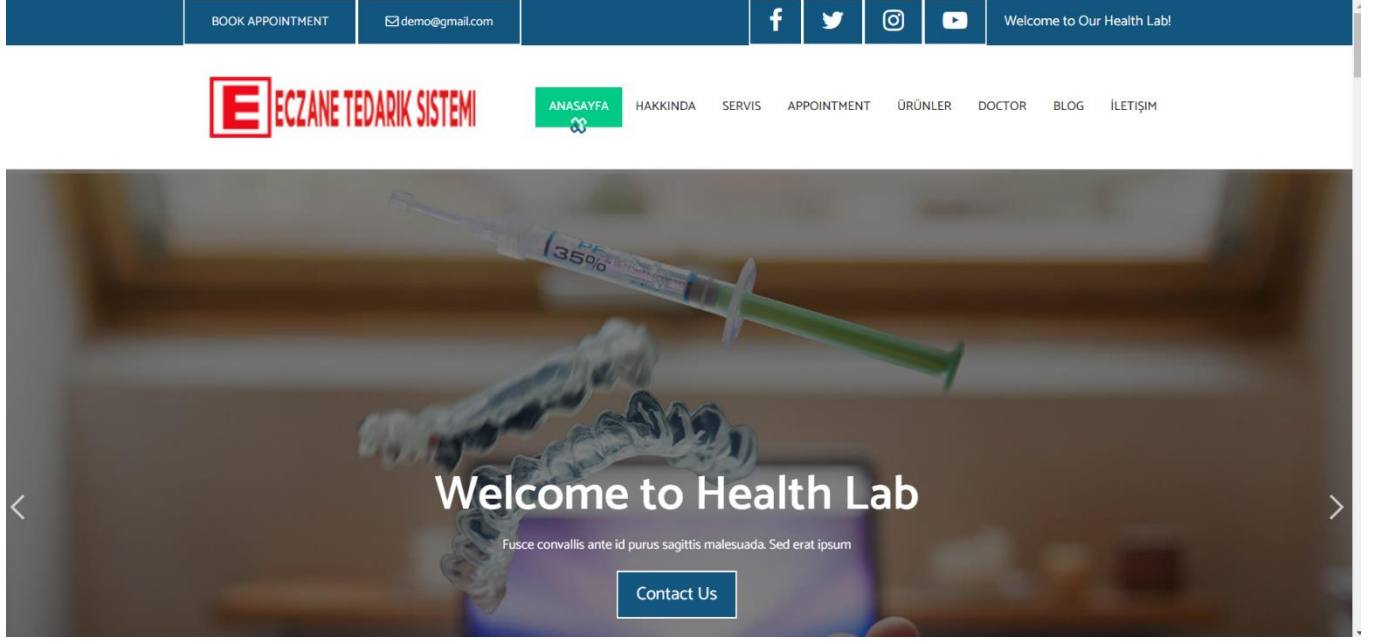 BOOK APPOINTMENT
demo@gmail.com
Welcome to Our Health Lab!
E ECZANE TEDARIK SISTEMI
ANASAYFA
HAKKINDA
SERVIS
APPOINTMENT
ÜRÜNLER
DOCTOR
BLOG
İLETIŞIM
PF
35%
Welcome to Health Lab
Fusce convallis ante id purus sagittis malesuada. Sed erat ipsum
Contact Us